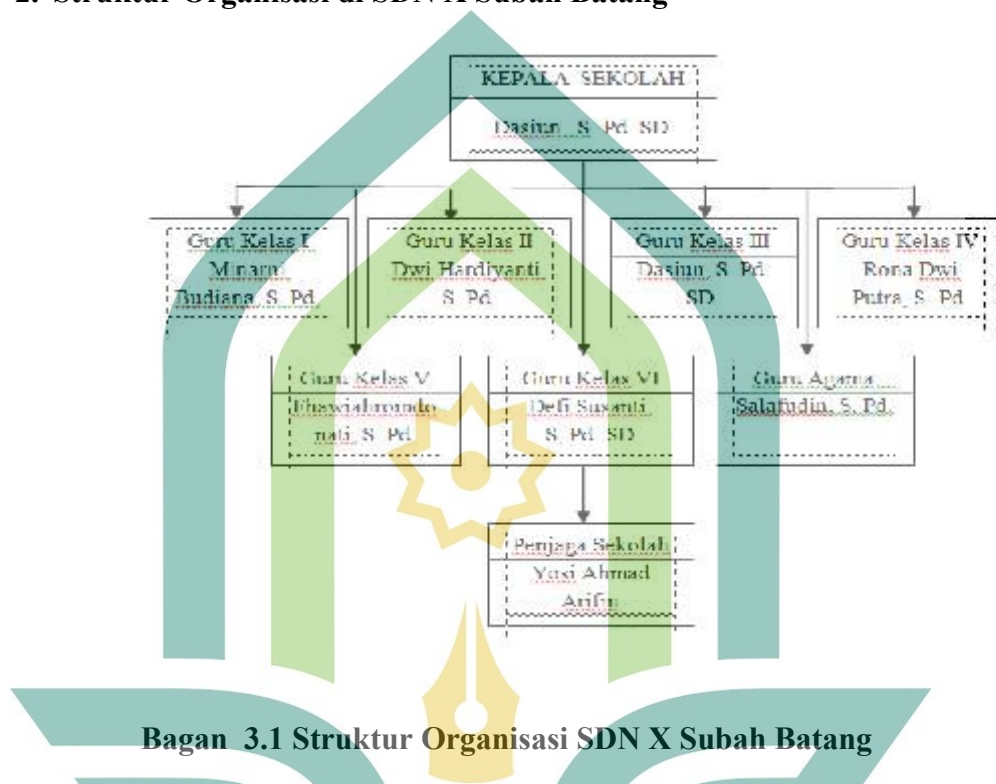 2. Struktur Organisasi di SDN X Subah Batang
KEPALA SEKOLAH
Dasiun S Pd SD
Guru Kelas I
Budiana, S Pd
Guru Kelas II
Dwi Hardiyanti
S Pd
Guru Kelas III
Dasiun, S Pd
SD
Guru Kelas IV
Rona Dwi
Putra, S Pd
Guru Kelas V
nati, S Pd
Guru Kelas VI
Defi Susanti
S Pd SD
Guru Agama
Salafudin, S. Pd.
Penjaga Sekolah
Yosi Ahmad
Arifin
Bagan 3.1 Struktur Organisasi SDN X Subah Batang